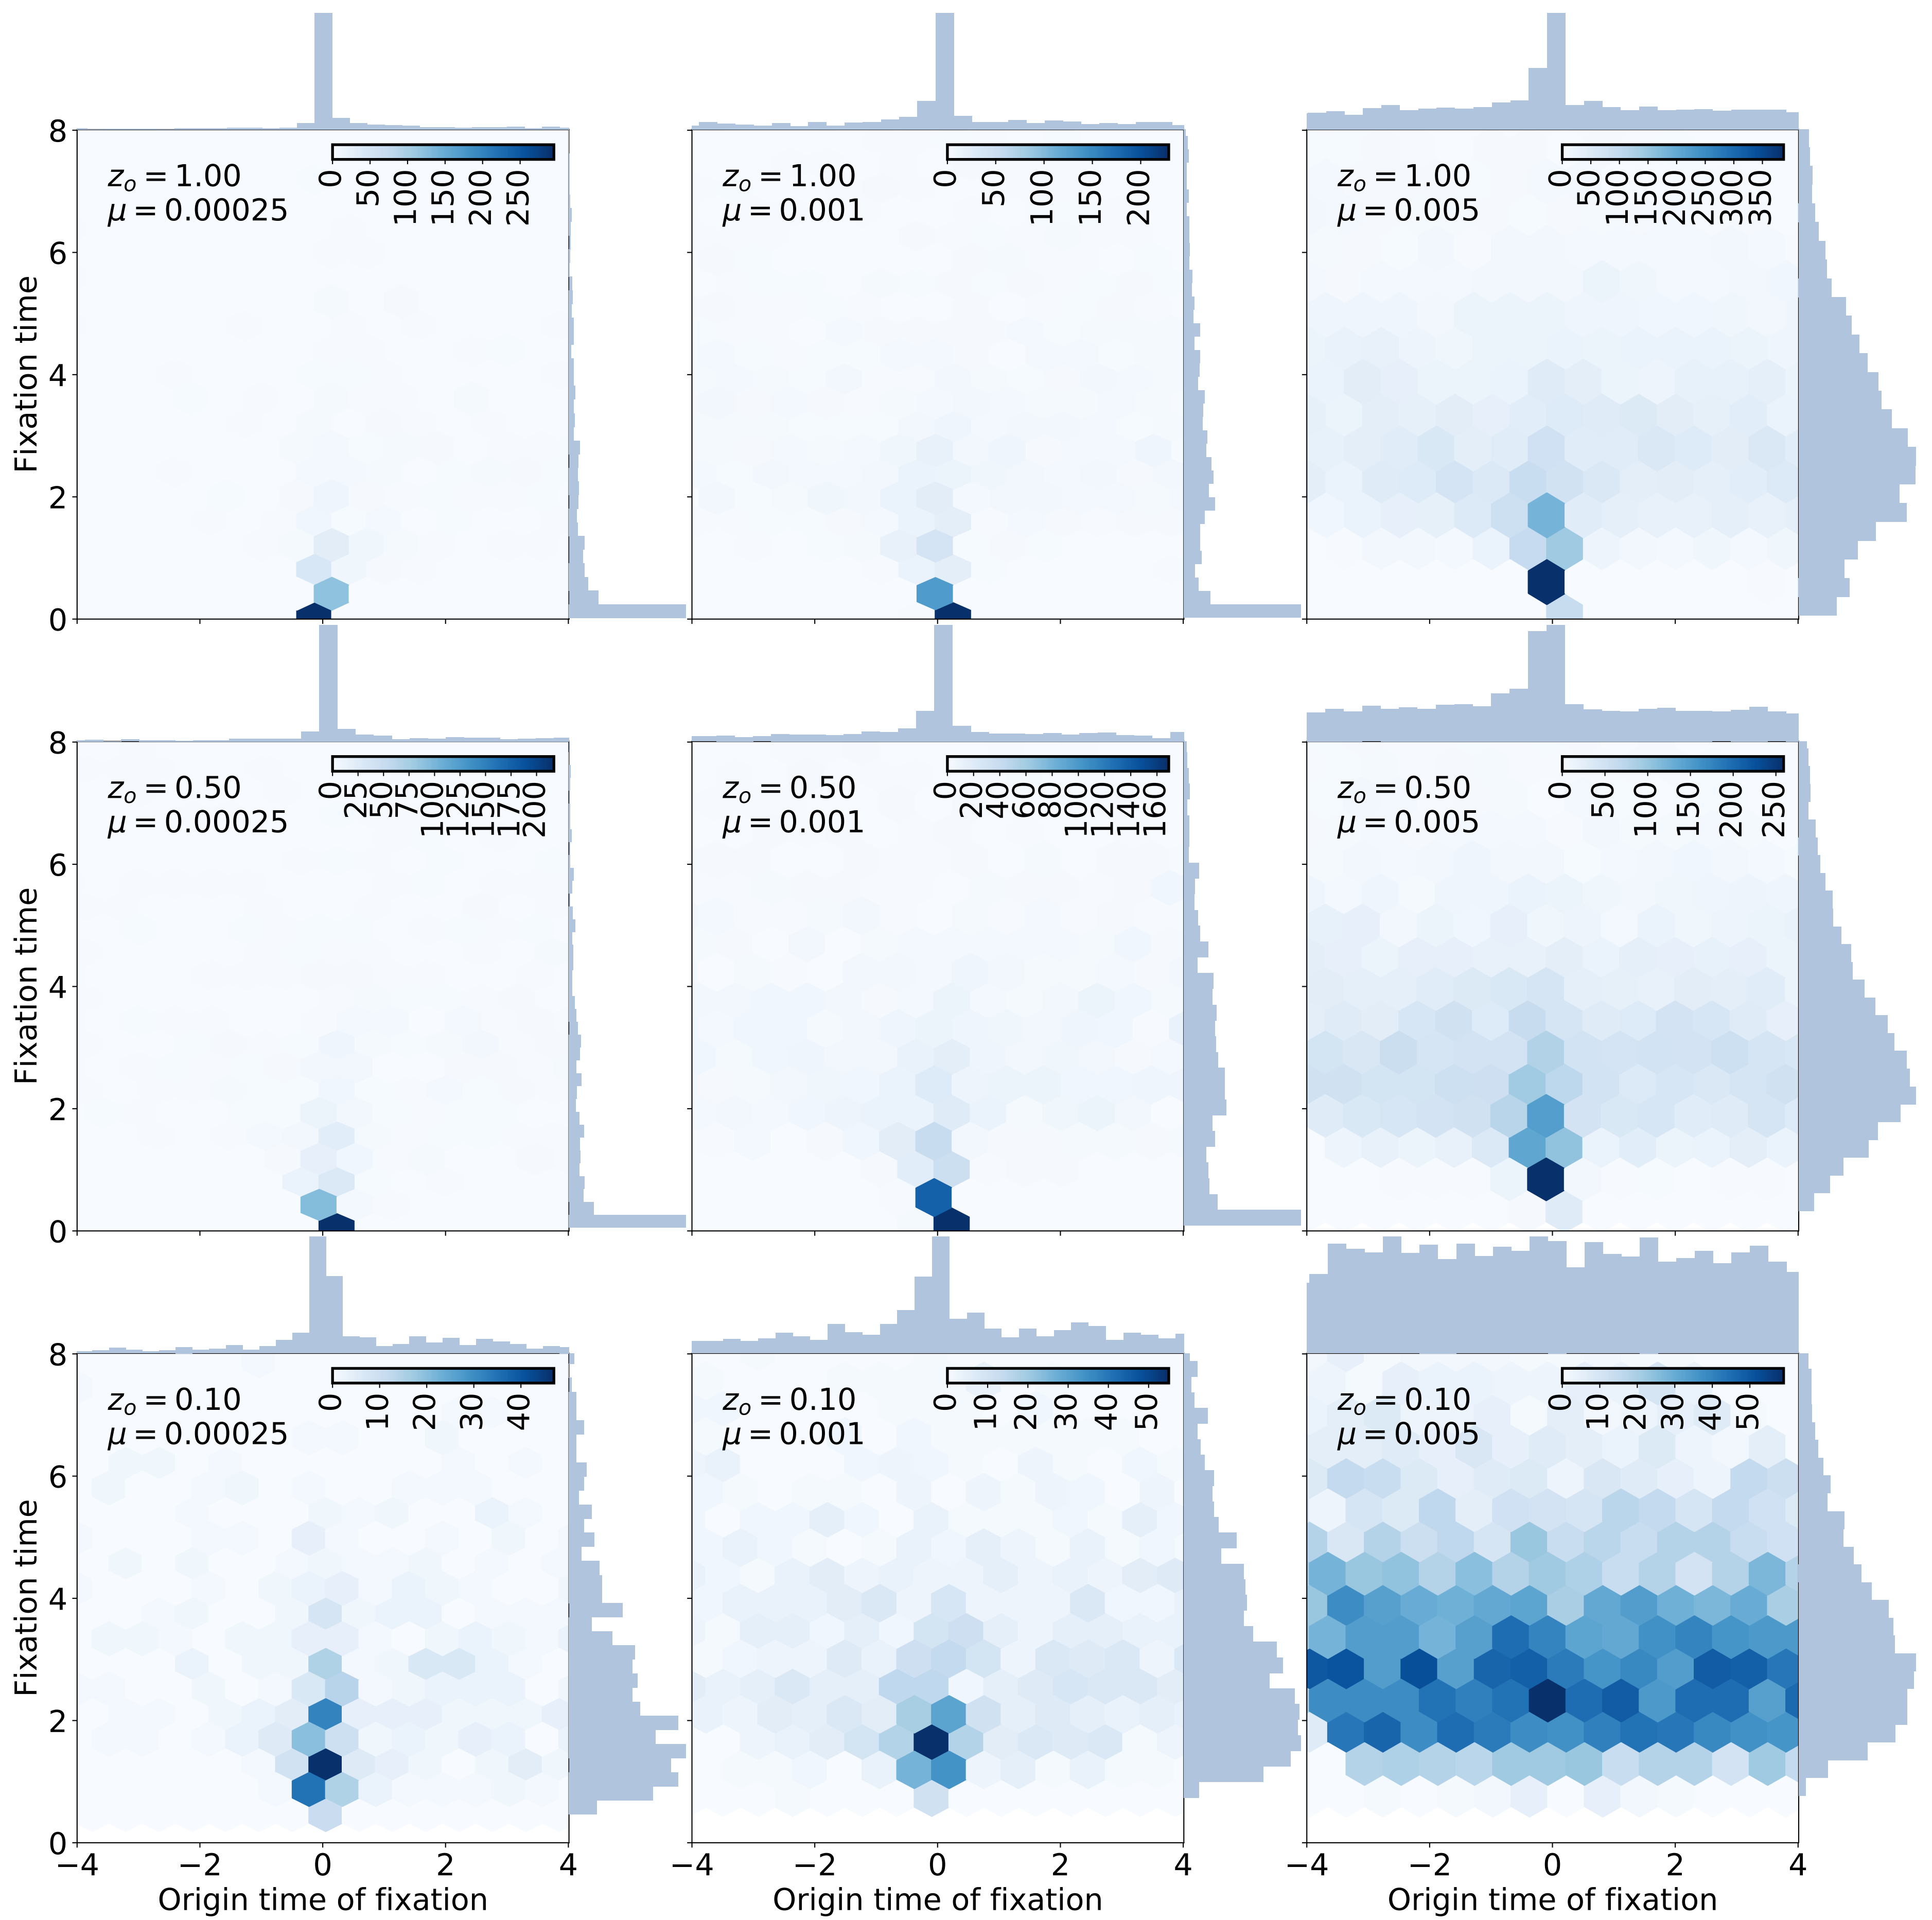 8
6
4
2
0
Fixation time
z_o = 1.00
μ = 0.00025
0 50 100 150 200 250
z_o = 1.00
μ = 0.001
0 50 100 150 200
z_o = 1.00
μ = 0.005
0 50 100 150 200 250 300 350
8
6
4
2
0
Fixation time
z_o = 0.50
μ = 0.00025
0 25 50 75 100 125 150 175 200
z_o = 0.50
μ = 0.001
0 20 40 60 80 100 120 140 160
z_o = 0.50
μ = 0.005
0 50 100 150 200 250
8
6
4
2
0
Fixation time
z_o = 0.10
μ = 0.00025
0 10 20 30 40
z_o = 0.10
μ = 0.001
0 10 20 30 40 50
z_o = 0.10
μ = 0.005
0 10 20 30 40 50
−4 −2 0 2 4
−4 −2 0 2 4
−4 −2 0 2 4
Origin time of fixation
Origin time of fixation
Origin time of fixation